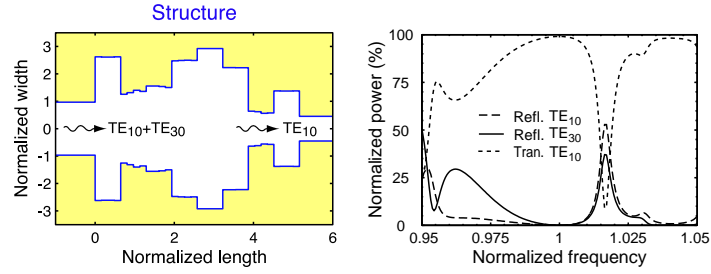 Structure
Normalized width
3
2
1
0
1
2
-3
TE10+TE30
TE10
0
2
4
6
Normalized length
Normalized power (%)
100
75
50
25
0
Refl. TE10
Refl. TE30
Tran. TE10
0.95
0.975
1
1.025
1.05
Normalized frequency